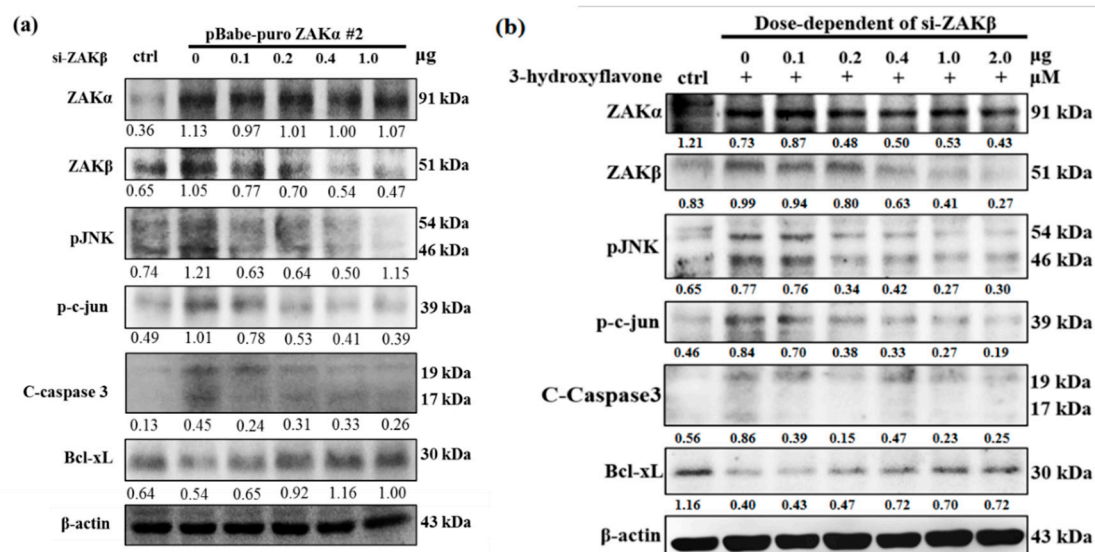 (a)
pBabe-puro ZAKα #2
si-ZAKβ ctrl 0 0.1 0.2 0.4 1.0 μg
ZAKα 91 kDa
0.36 1.13 0.97 1.01 1.00 1.07
ZAKβ 51 kDa
0.65 1.05 0.77 0.70 0.54 0.47
pJNK 54 kDa
46 kDa
0.74 1.21 0.63 0.64 0.50 1.15
p-c-jun 39 kDa
0.49 1.01 0.78 0.53 0.41 0.39
C-caspase 3 19 kDa
17 kDa
0.13 0.45 0.24 0.31 0.33 0.26
Bcl-xL 30 kDa
0.64 0.54 0.65 0.92 1.16 1.00
β-actin 43 kDa
(b)
Dose-dependent of si-ZAKβ
0 0.1 0.2 0.4 1.0 2.0 μg
3-hydroxyflavone ctrl + + + + + + μM
ZAKα 91 kDa
1.21 0.73 0.87 0.48 0.50 0.53 0.43
ZAKβ 51 kDa
0.83 0.99 0.94 0.80 0.63 0.41 0.27
pJNK 54 kDa
46 kDa
0.65 0.77 0.76 0.34 0.42 0.27 0.30
p-c-jun 39 kDa
0.46 0.84 0.70 0.38 0.33 0.27 0.19
C-Caspase3 19 kDa
17 kDa
0.56 0.86 0.39 0.15 0.47 0.23 0.25
Bcl-xL 30 kDa
1.16 0.40 0.43 0.47 0.72 0.70 0.72
β-actin 43 kDa